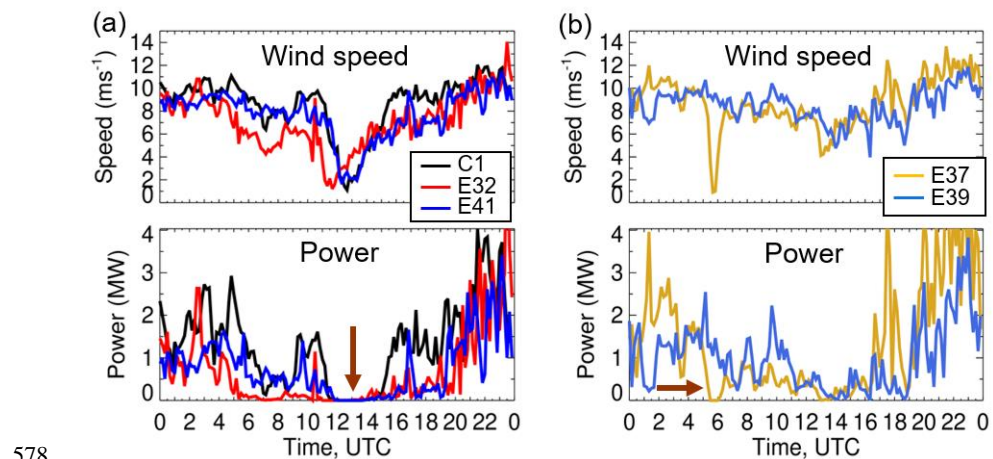 (a)
Wind speed
Speed (ms-1)
14
12
10
8
6
4
2
0
C1
E32
E41
Power
Power (MW)
4
3
2
1
0
0 2 4 6 8 10 12 14 16 18 20 22 0
Time, UTC
(b)
Wind speed
Speed (ms-1)
14
12
10
8
6
4
2
0
E37
E39
Power
Power (MW)
4
3
2
1
0
0 2 4 6 8 10 12 14 16 18 20 22 0
Time, UTC
578